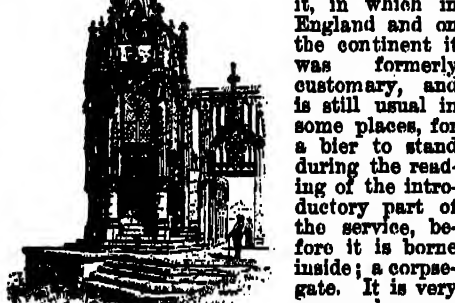 it, in which in
England and on
the continent it
was formerly
customary, and
is still usual in
some places, for
a bier to stand
during the read-
ing of the intro-
ductory part of
the service, be-
fore it is borne
inside; a corpse-
gate. It is very